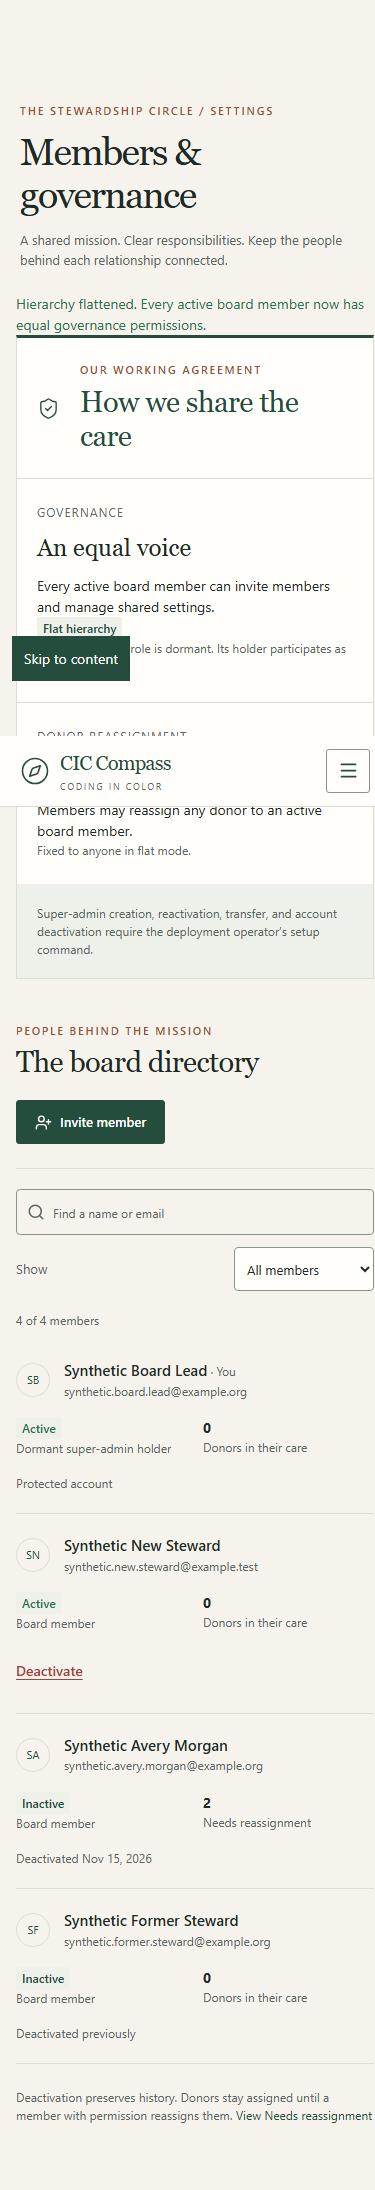 THE STEWARDSHIP CIRCLE / SETTINGS
Members &
governance
A shared mission. Clear responsibilities. Keep the people
behind each relationship connected.
Hierarchy flattened. Every active board member now has
equal governance permissions.
OUR WORKING AGREEMENT
How we share the
care
GOVERNANCE
An equal voice
Every active board member can invite members
and manage shared settings.
Flat hierarchy
Skip to content
role is dormant. Its holder participates as
DONOR REASSIGNMENT
CIC Compass
CODING IN COLOR
Members may reassign any donor to an active
board member.
Fixed to anyone in flat mode.
Super-admin creation, reactivation, transfer, and account
deactivation require the deployment operator's setup
command.
PEOPLE BEHIND THE MISSION
The board directory
Invite member
Find a name or email
Show
All members
4 of 4 members
SB
Synthetic Board Lead · You
synthetic.board.lead@example.org
Active
0
Dormant super-admin holder
Donors in their care
Protected account
SN
Synthetic New Steward
synthetic.new.steward@example.test
Active
0
Board member
Donors in their care
Deactivate
SA
Synthetic Avery Morgan
synthetic.avery.morgan@example.org
Inactive
2
Board member
Needs reassignment
Deactivated Nov 15, 2026
SF
Synthetic Former Steward
synthetic.former.steward@example.org
Inactive
0
Board member
Donors in their care
Deactivated previously
Deactivation preserves history. Donors stay assigned until a
member with permission reassigns them. View Needs reassignment